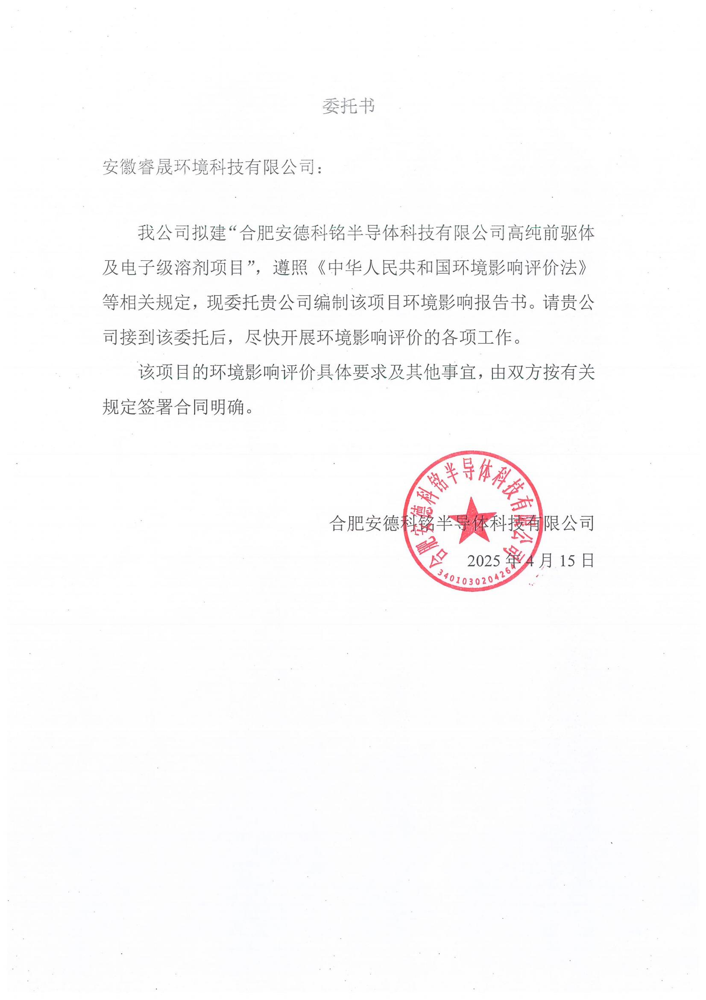 委托书
安徽睿晟环境科技有限公司：
我公司拟建“合肥安德科铭半导体科技有限公司高纯前驱体
及电子级溶剂项目”，遵照《中华人民共和国环境影响评价法》
等相关规定，现委托贵公司编制该项目环境影响报告书。请贵公
司接到该委托后，尽快开展环境影响评价的各项工作。
该项目的环境影响评价具体要求及其他事宜，由双方按有关
规定签署合同明确。
合肥安德科铭半导体科技有限公司
2025 年 4 月 15 日
合肥安德科铭半导体科技有限公司
3401030204264